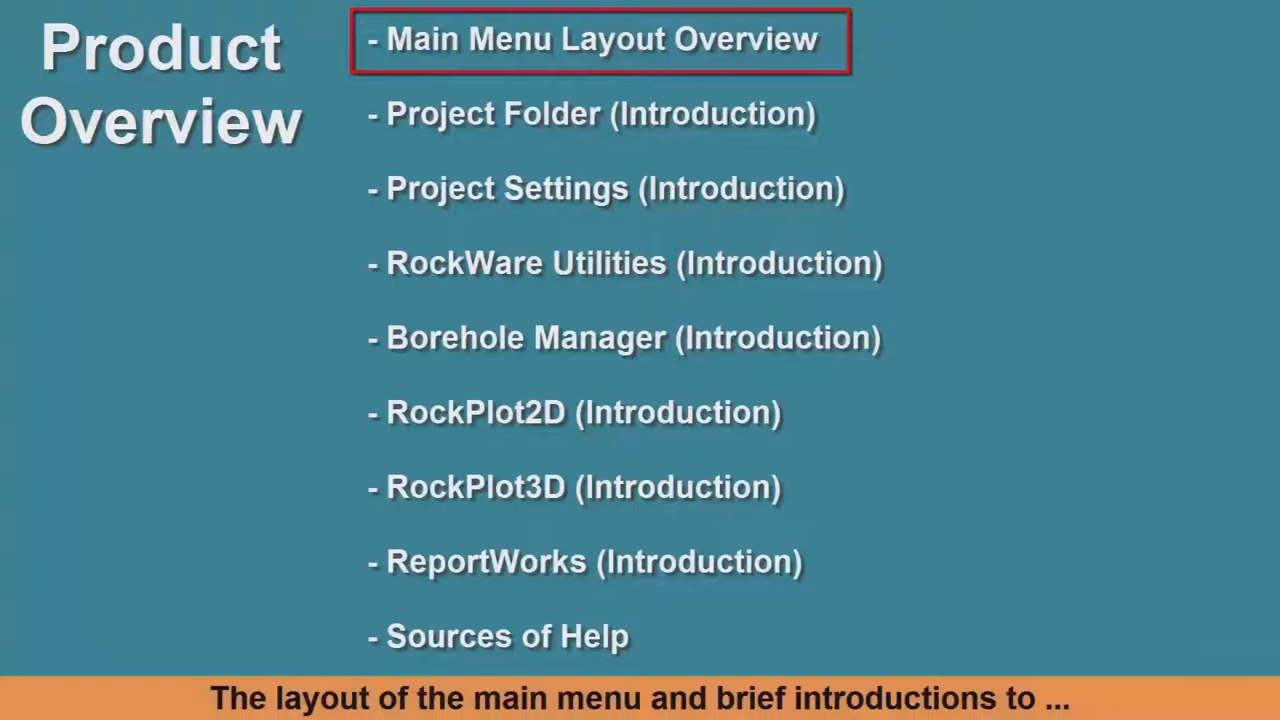 Product
Overview
- Main Menu Layout Overview
- Project Folder (Introduction)
- Project Settings (Introduction)
- RockWare Utilities (Introduction)
- Borehole Manager (Introduction)
- RockPlot2D (Introduction)
- RockPlot3D (Introduction)
- ReportWorks (Introduction)
- Sources of Help
The layout of the main menu and brief introductions to ...